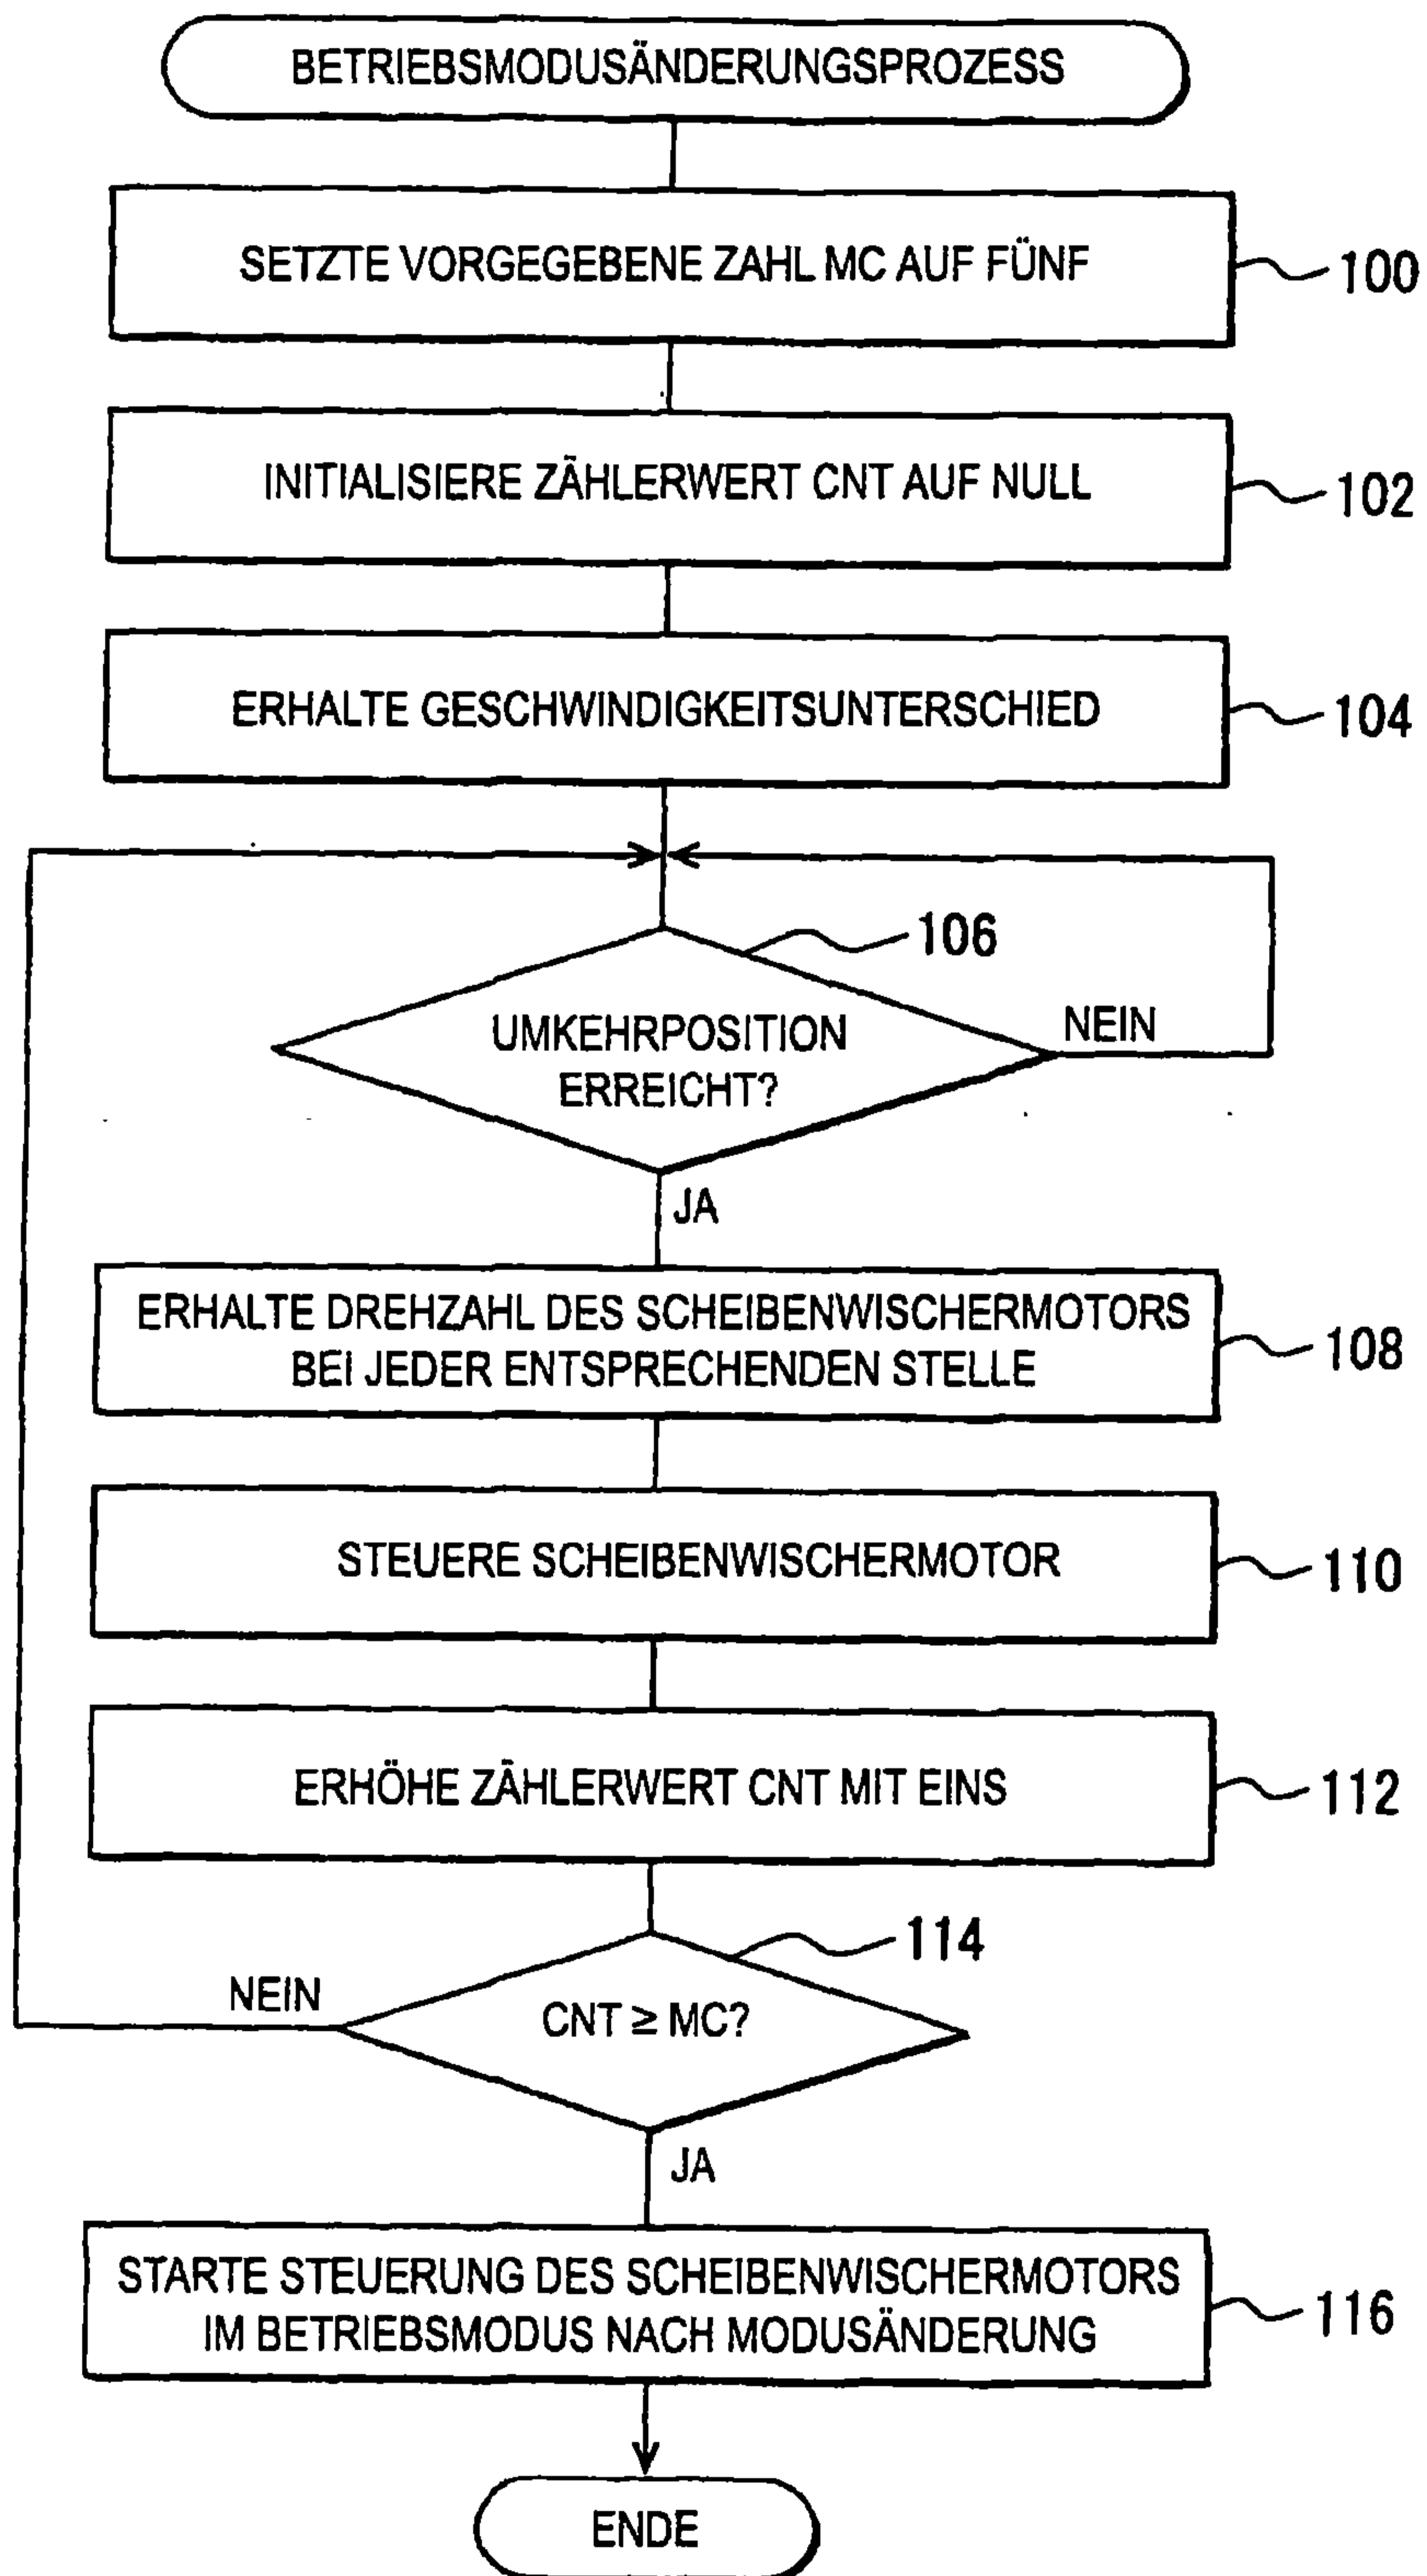 BETRIEBSMODUSÄNDERUNGSPROZESS
SETZTE VORGEGEBENE ZAHL MC AUF FÜNF
100
INITIALISIERE ZÄHLERWERT CNT AUF NULL
102
ERHALTE GESCHWINDIGKEITSUNTERSCHIED
104
106
UMKEHRPOSITION
ERREICHT?
NEIN
JA
ERHALTE DREHZAHL DES SCHEIBENWISCHERMOTORS
BEI JEDER ENTSPRECHENDEN STELLE
108
STEUERE SCHEIBENWISCHERMOTOR
110
ERHÖHE ZÄHLERWERT CNT MIT EINS
112
114
NEIN
CNT ≥ MC?
JA
STARTE STEUERUNG DES SCHEIBENWISCHERMOTORS
IM BETRIEBSMODUS NACH MODUSÄNDERUNG
116
ENDE